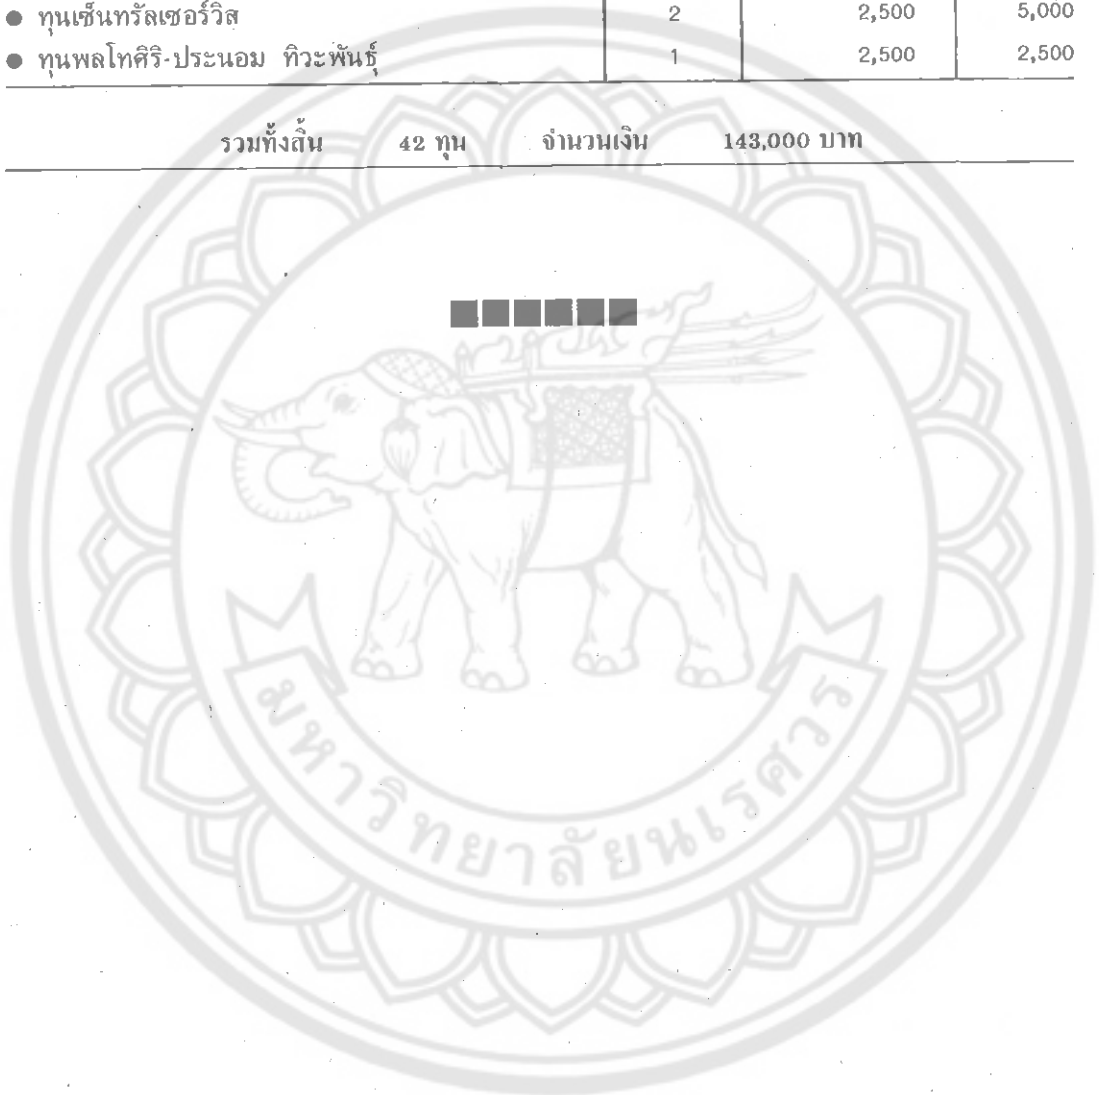 ● ทุนเซ็นทรัลเซอร์วิส 2 2,500 5,000
● ทุนพลโทศิริ-ประนอม ทิวะพันธุ์ 1 2,500 2,500
รวมทั้งสิ้น 42 ทุน จำนวนเงิน 143,000 บาท
มหาวิทยาลัยนเรศวร